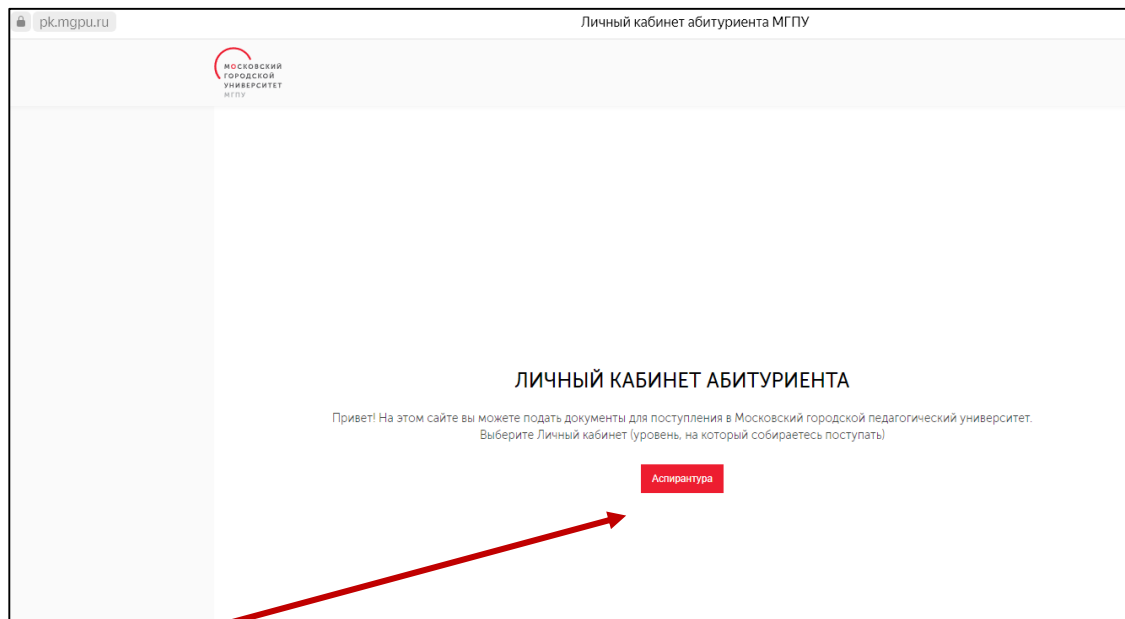 pk.mgpu.ru
Личный кабинет абитуриента МГПУ
МОСКОВСКИЙ
ГОРОДСКОЙ
УНИВЕРСИТЕТ
МГПУ
ЛИЧНЫЙ КАБИНЕТ АБИТУРИЕНТА
Привет! На этом сайте вы можете подать документы для поступления в Московский городской педагогический университет.
Выберите Личный кабинет (уровень, на который собираетесь поступать)
Аспирантура